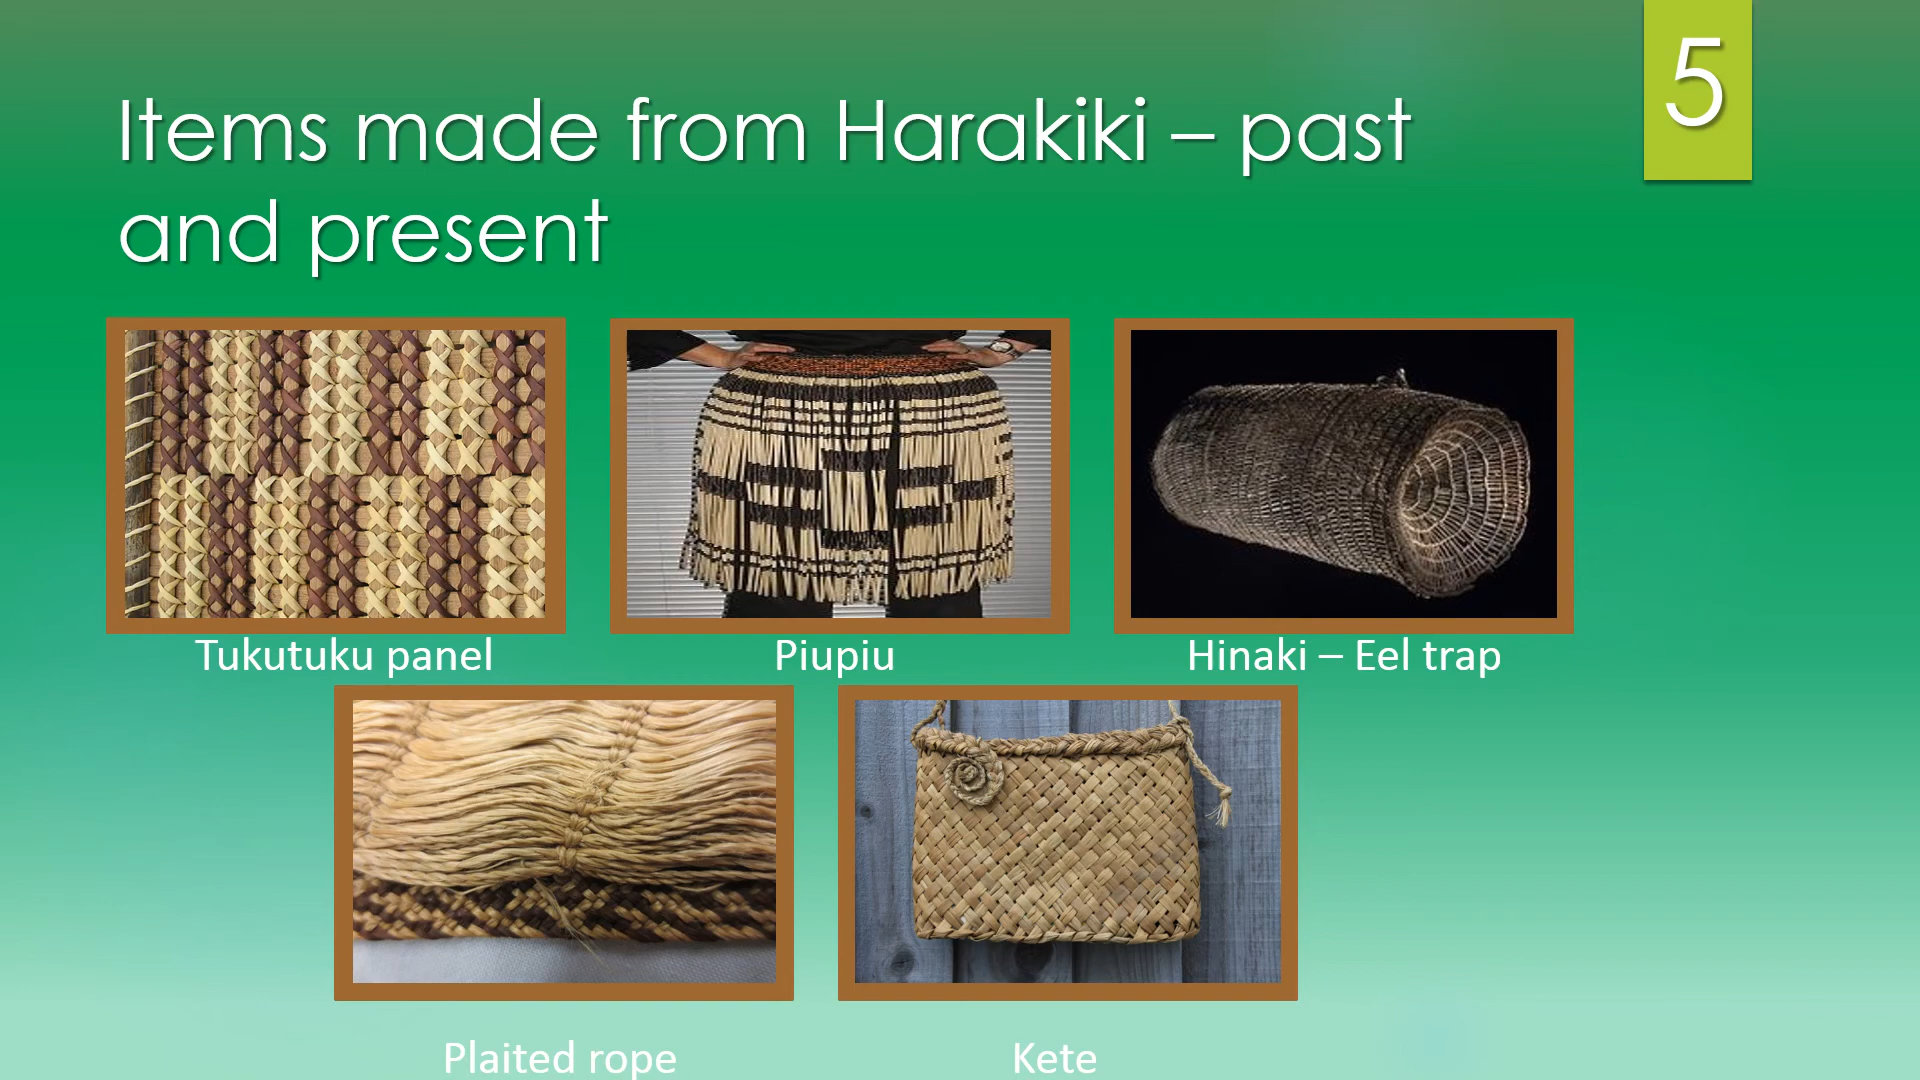 5
Items made from Harakiki – past
and present
Tukutuku panel
Piupiu
Hinaki – Eel trap
Plaited rope
Kete